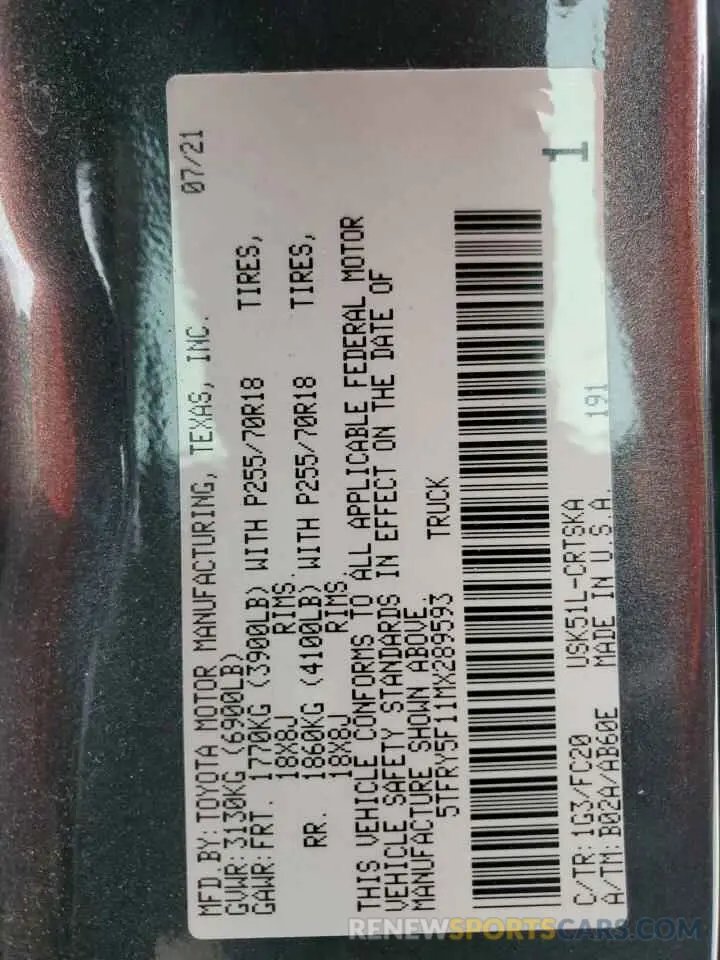 MFD.BY:TOYOTA MOTOR MANUFACTURING, TEXAS, INC. 07/21
GVWR:3130KG (6900LB)
GAWR:FRT. 1770KG (3900LB) WITH P255/70R18 TIRES,
18X8J RIMS.
RR. 1860KG (4100LB) WITH P255/70R18 TIRES,
18X8J RIMS.
THIS VEHICLE CONFORMS TO ALL APPLICABLE FEDERAL MOTOR
VEHICLE SAFETY STANDARDS IN EFFECT ON THE DATE OF
MANUFACTURE SHOWN ABOVE.
5TFRY5F11MX289593 TRUCK
1
C/TR:1G3/FC20 USK51L-CRTSKA 191
A/TM:B02A/AB60E MADE IN U.S.A.
RENEWSPORTSCARS.COM